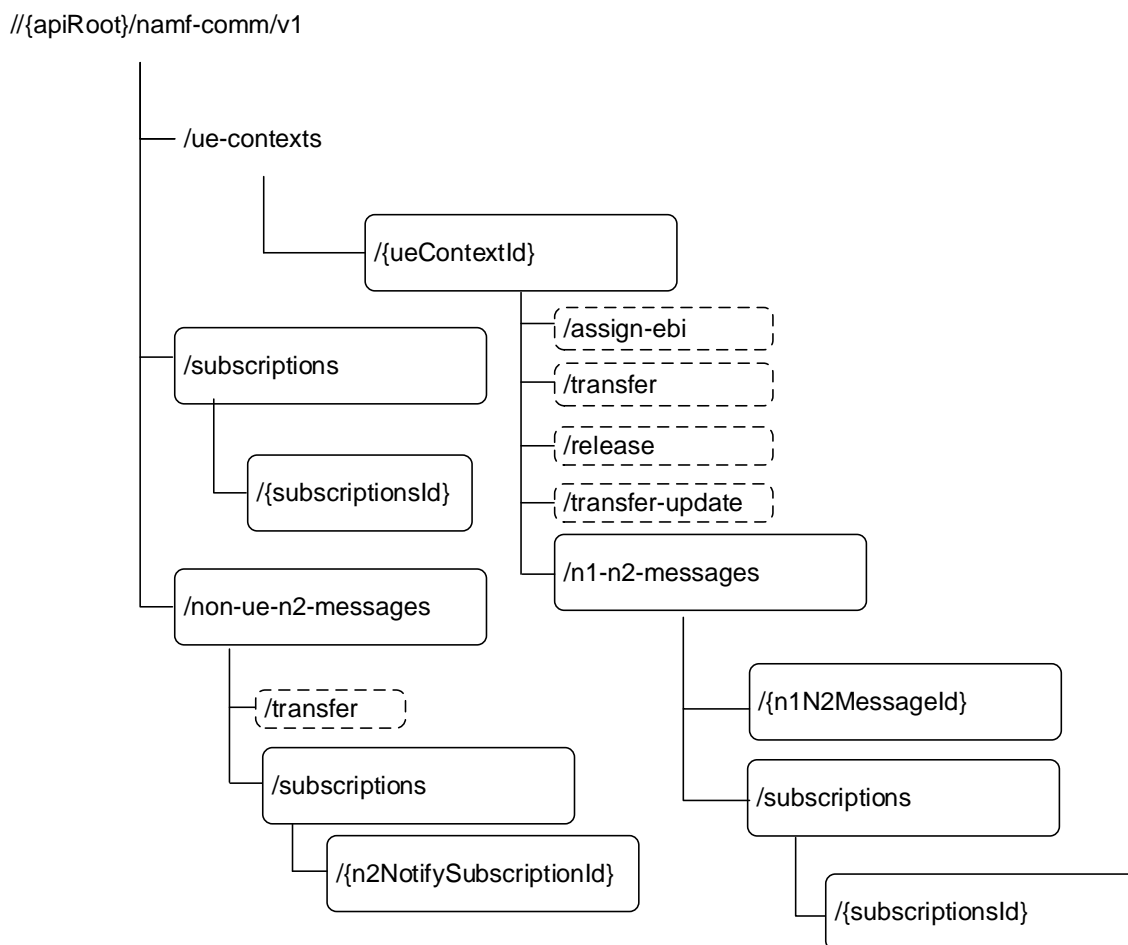 //{apiRoot}/namf-comm/v1
/ue-contexts
/{ueContextId}
/assign-ebi
/transfer
/release
/transfer-update
/n1-n2-messages
/{n1N2MessageId}
/subscriptions
/{subscriptionsId}
/subscriptions
/{subscriptionsId}
/non-ue-n2-messages
/transfer
/subscriptions
/{n2NotifySubscriptionId}